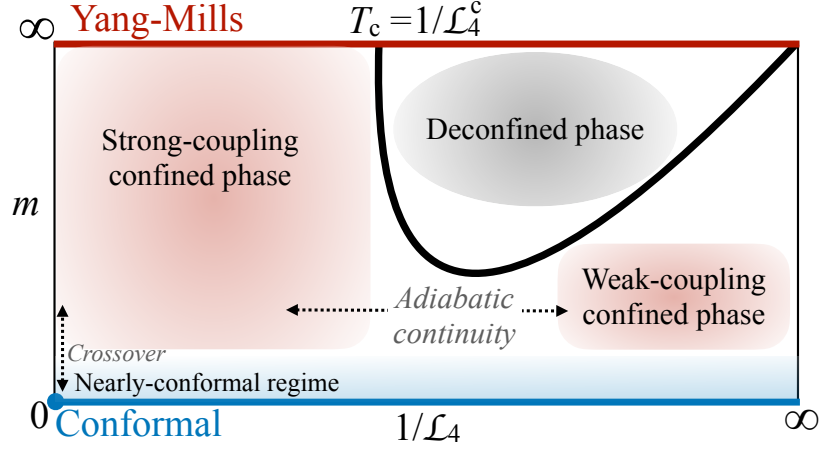 ∞ Yang-Mills T_c = 1/ℒ₄ᶜ
Strong-coupling
confined phase
Deconfined phase
m
Weak-coupling
confined phase
Adiabatic
continuity
Crossover
Nearly-conformal regime
0 Conformal 1/ℒ₄ ∞